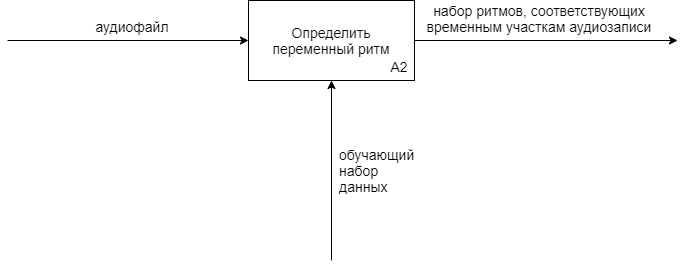 аудиофайл
Определить
переменный ритм
A2
набор ритмов, соответствующих
временным участкам аудиозаписи
обучающий
набор
данных